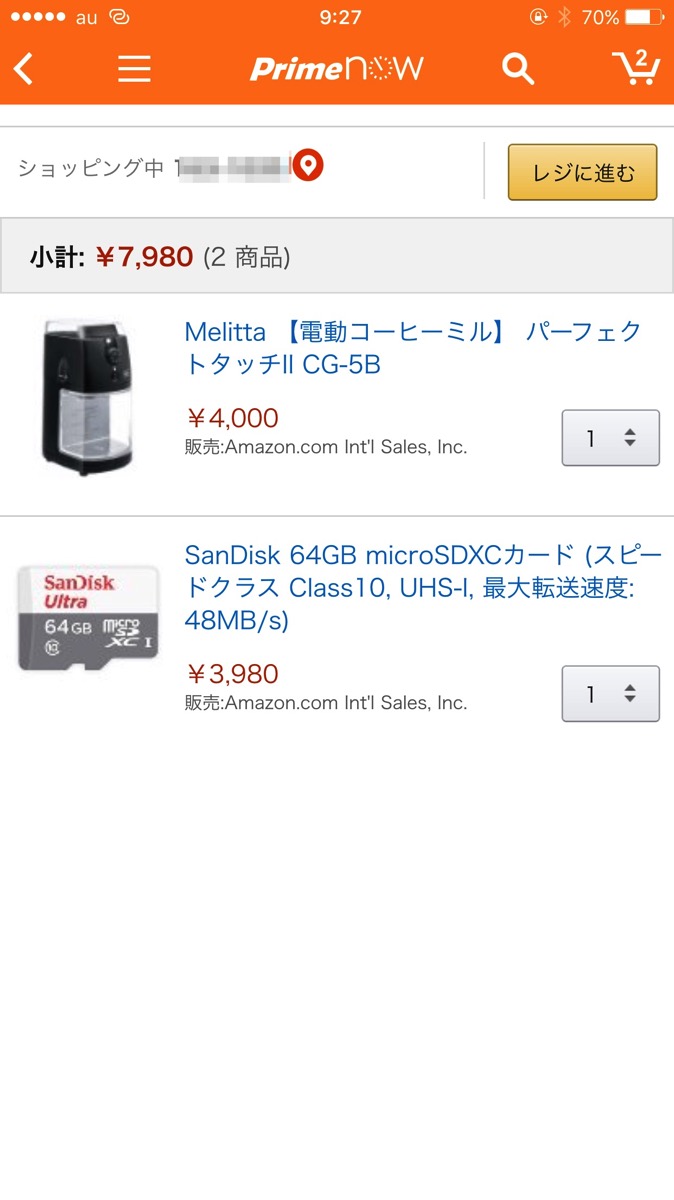 au 9:27 70%
Prime now 2
ショッピング中
レジに進む
小計: ￥7,980 (2 商品)
Melitta 【電動コーヒーミル】 パーフェク
トタッチII CG-5B
￥4,000
販売:Amazon.com Int'l Sales, Inc.
1
SanDisk
Ultra
64GB micro
SD
XC I
10
SanDisk 64GB microSDXCカード (スピー
ドクラス Class10, UHS-I, 最大転送速度:
48MB/s)
￥3,980
販売:Amazon.com Int'l Sales, Inc.
1